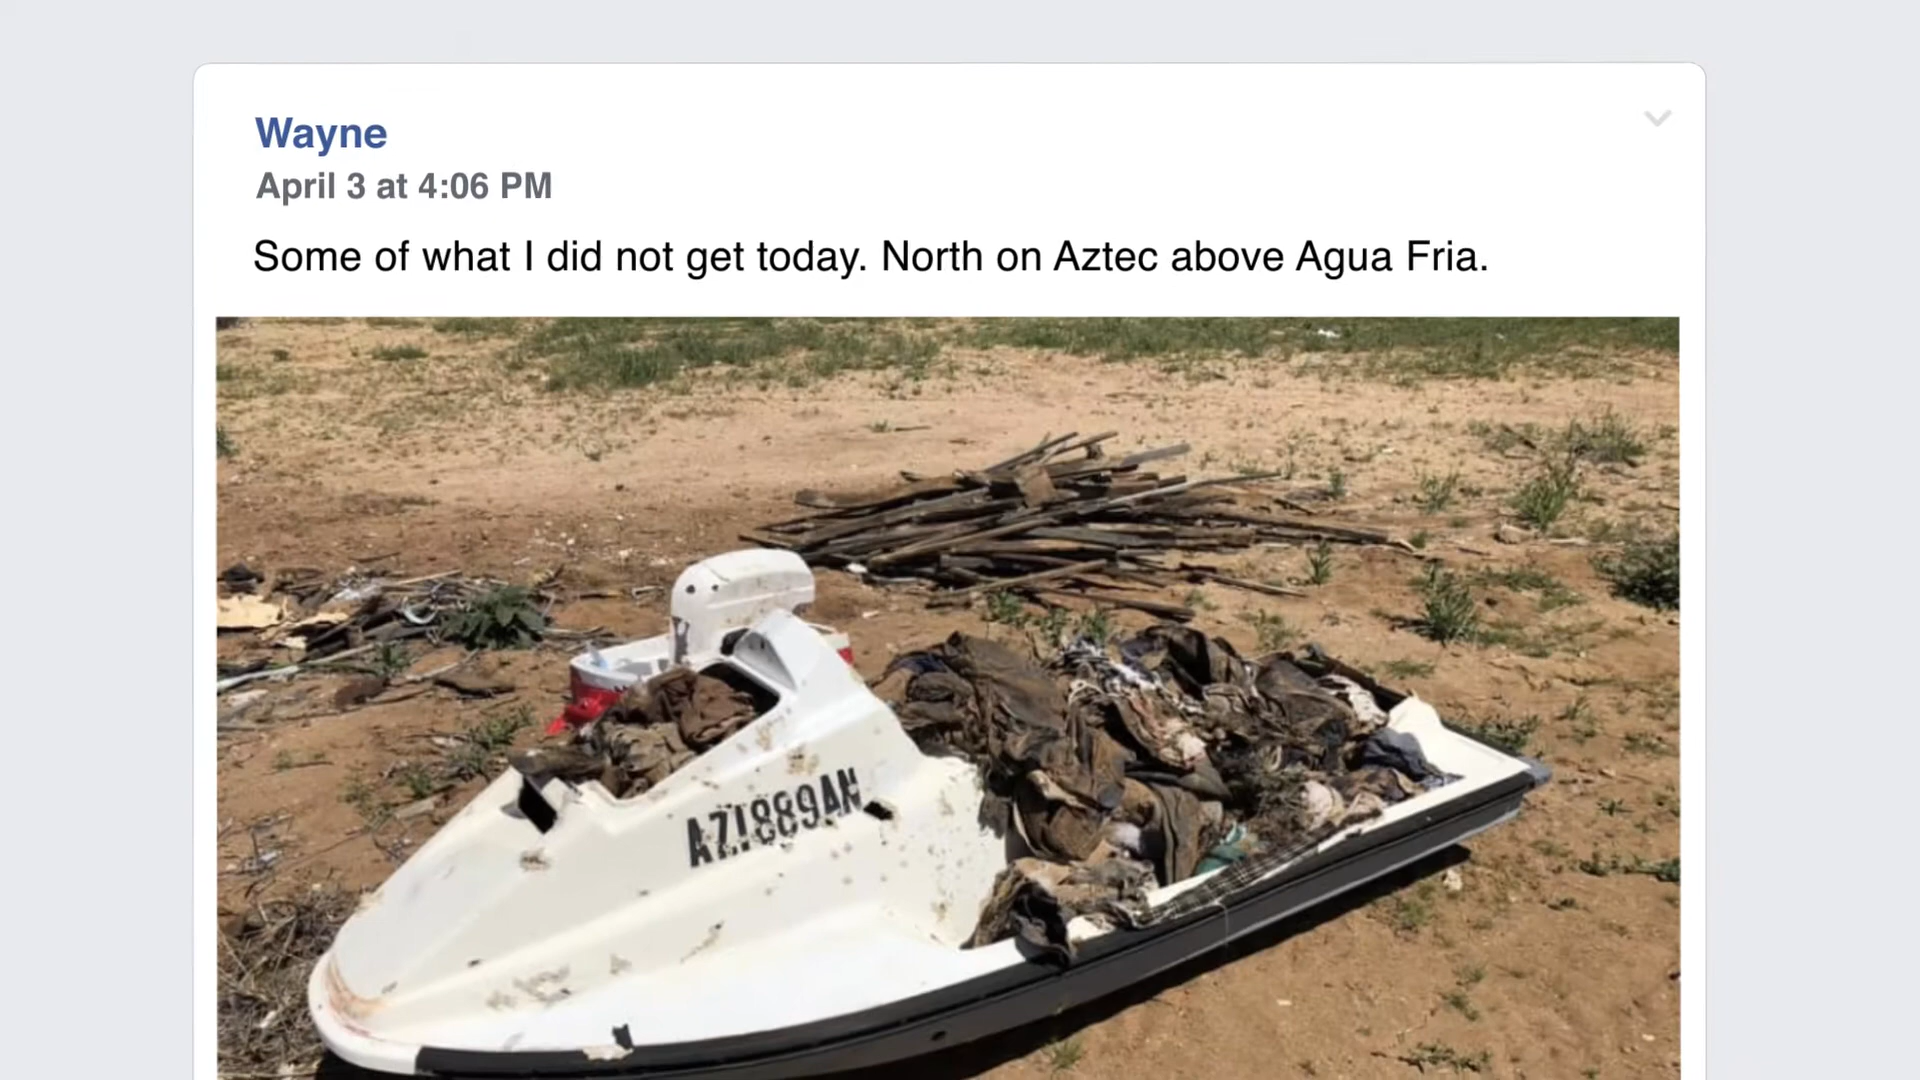 Wayne
April 3 at 4:06 PM
Some of what I did not get today. North on Aztec above Agua Fria.
AZ1889AN